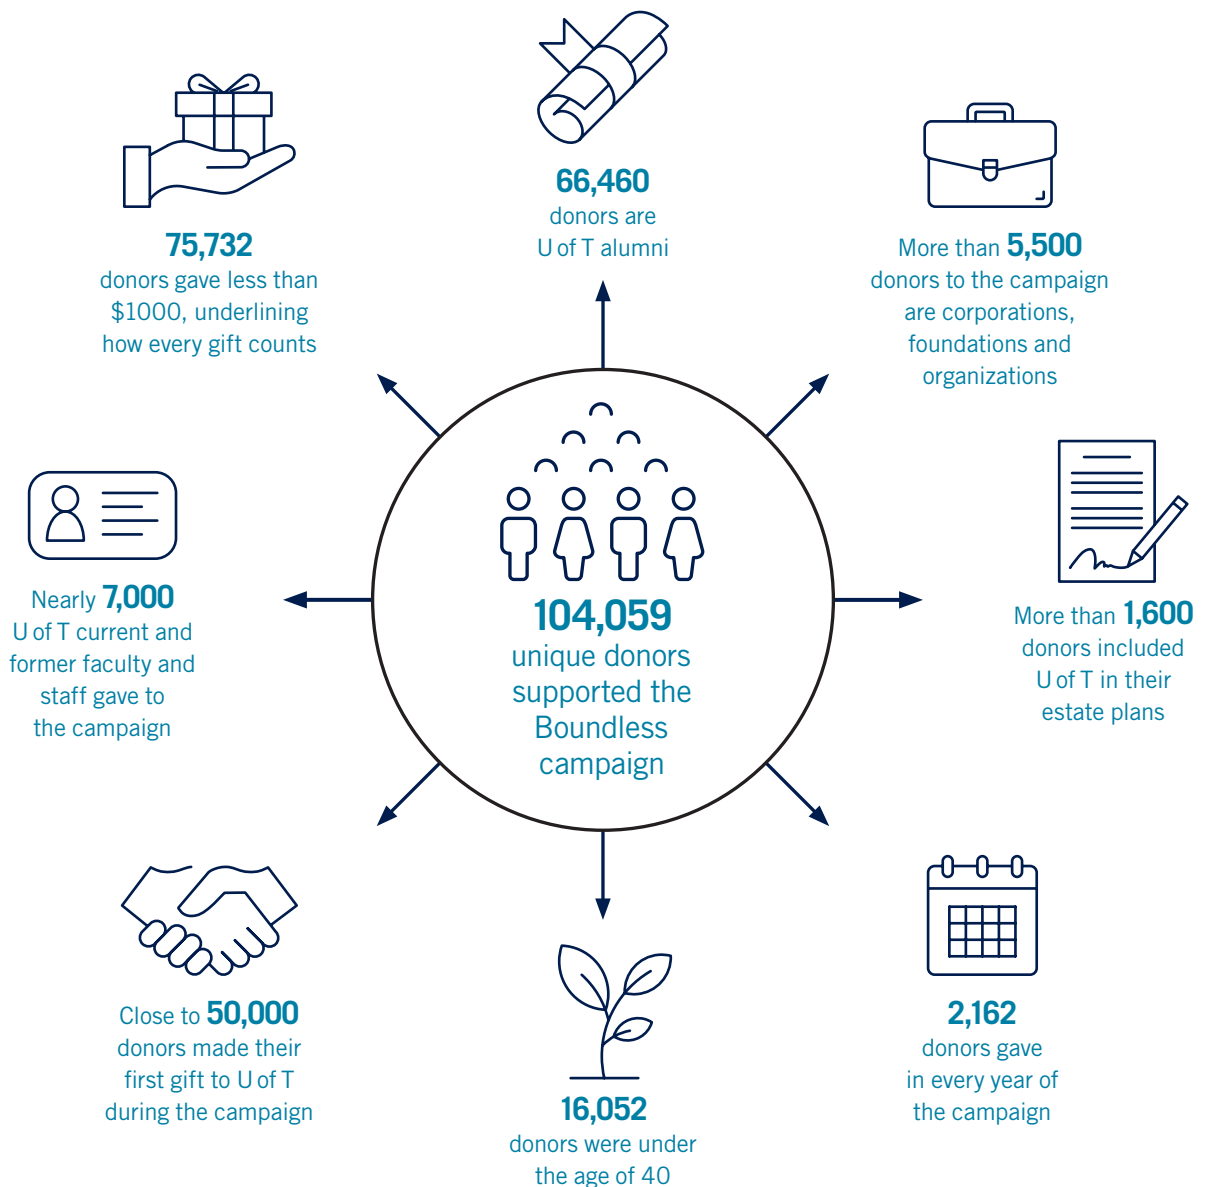 66,460
donors are
U of T alumni
75,732
donors gave less than
$1000, underlining
how every gift counts
More than 5,500
donors to the campaign
are corporations,
foundations and
organizations
Nearly 7,000
U of T current and
former faculty and
staff gave to
the campaign
104,059
unique donors
supported the
Boundless
campaign
More than 1,600
donors included
U of T in their
estate plans
Close to 50,000
donors made their
first gift to U of T
during the campaign
16,052
donors were under
the age of 40
2,162
donors gave
in every year of
the campaign